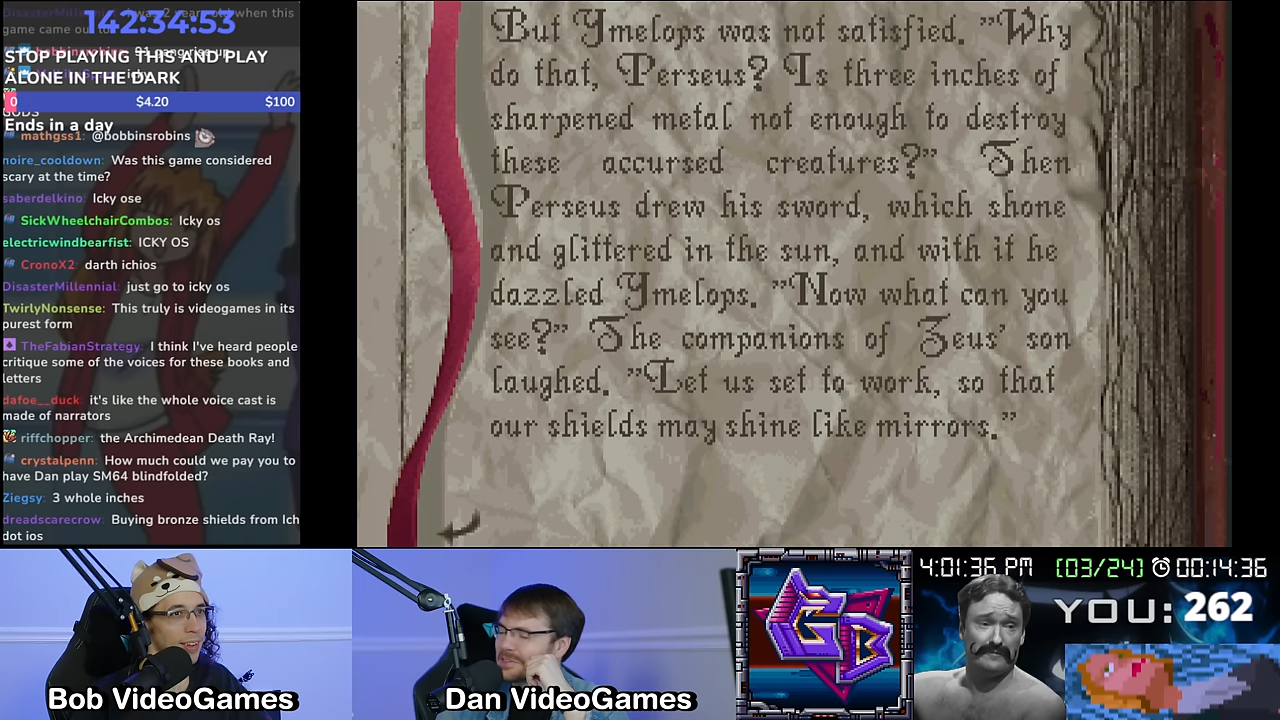 142:34:53
game came out
STOP PLAYING THIS AND PLAY
ALONE IN THE DARK
0 $4.20 $100
Ends in a day
mathgss1: @bobbinsrobins
noire_cooldown: Was this game considered
scary at the time?
saberdelkino: Icky ose
SickWheelchairCombos: Icky os
electricwindbearfist: ICKY OS
CronoX2: darth ichios
DisasterMillennial: just go to icky os
TwirlyNonsense: This truly is videogames in its
purest form
TheFabianStrategy: I think I've heard people
critique some of the voices for these books and
letters
dafoe__duck: it's like the whole voice cast is
made of narrators
riffchopper: the Archimedean Death Ray!
crystalpenn: How much could we pay you to
have Dan play SM64 blindfolded?
Ziegsy: 3 whole inches
dreadscarecrow: Buying bronze shields from Ich
dot ios
But Ymelops was not satisfied. "Why
do that, Perseus? Is three inches of
sharpened metal not enough to destroy
these accursed creatures?" Then
Perseus drew his sword, which shone
and glittered in the sun, and with it he
dazzled Ymelops. "Now what can you
see?" The companions of Zeus' son
laughed. "Let us set to work, so that
our shields may shine like mirrors."
Bob VideoGames
Dan VideoGames
GB
4:01:36 PM [03/24] 00:14:36
YOU: 262